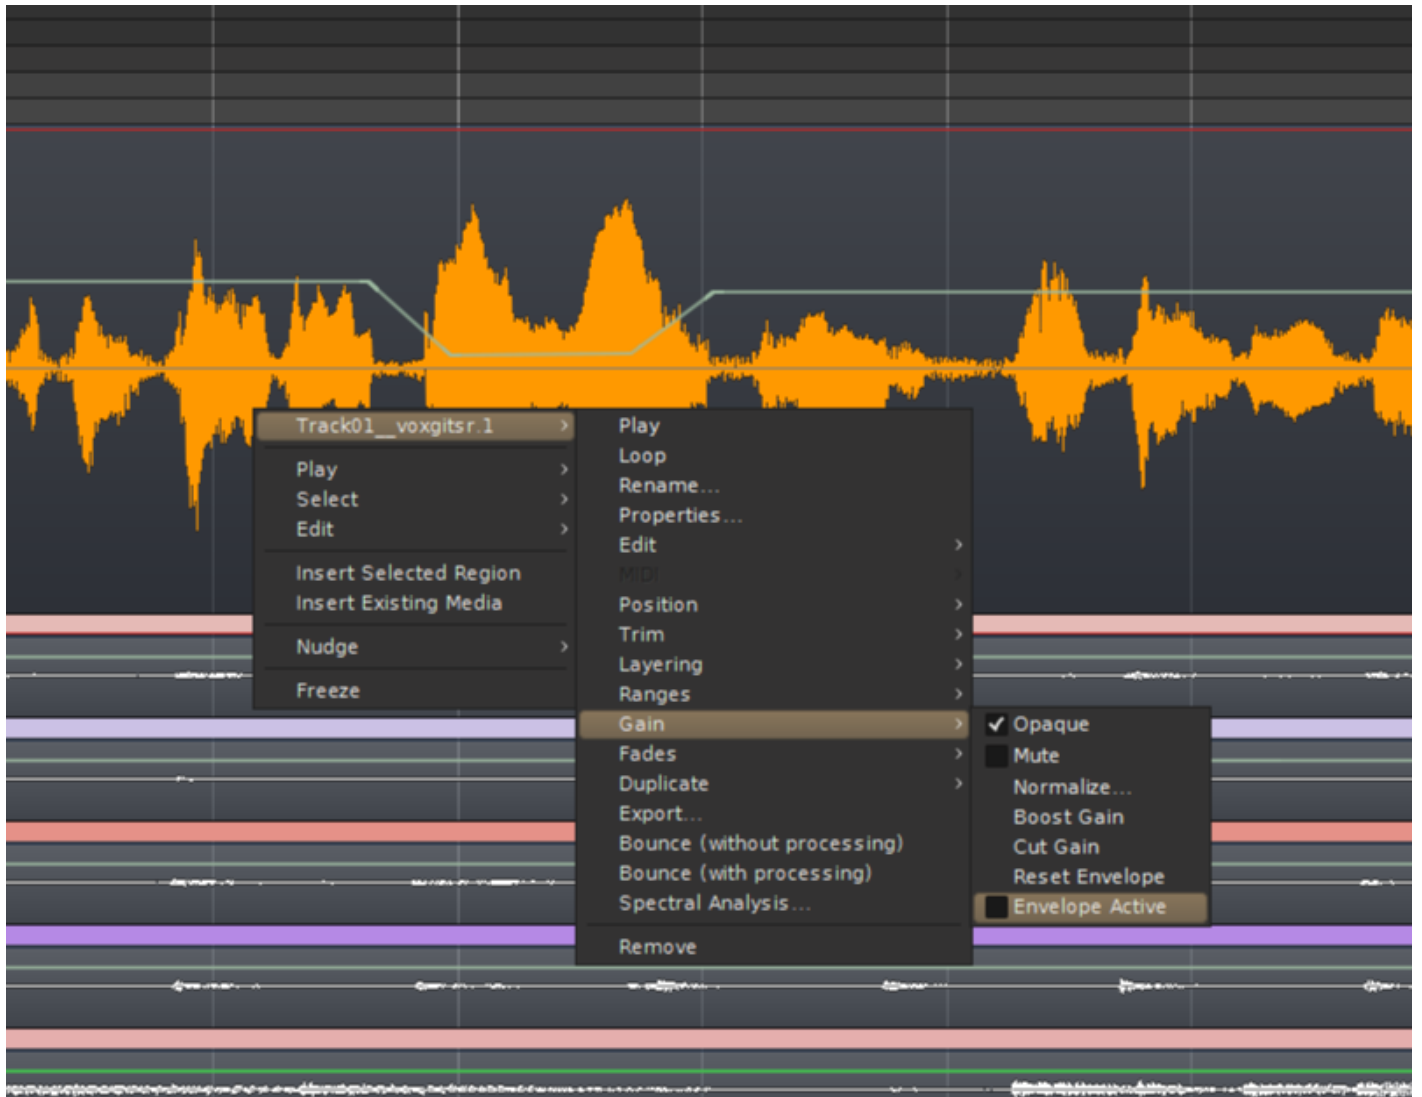 Track01__voxgitsr.1
Play
Select
Edit
Insert Selected Region
Insert Existing Media
Nudge
Freeze
Play
Loop
Rename...
Properties...
Edit
MIDI
Position
Trim
Layering
Ranges
Gain
Fades
Duplicate
Export...
Bounce (without processing)
Bounce (with processing)
Spectral Analysis...
Remove
Opaque
Mute
Normalize...
Boost Gain
Cut Gain
Reset Envelope
Envelope Active